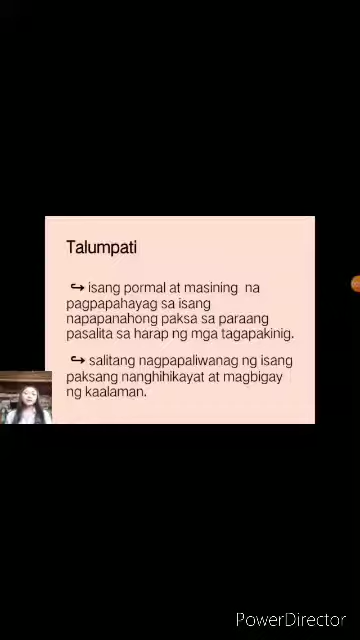 Talumpati
↪ isang pormal at masining na
pagpapahayag sa isang
napapanahong paksa sa paraang
pasalita sa harap ng mga tagapakinig.
↪ salitang nagpapaliwanag ng isang
paksang nanghihikayat at magbigay
ng kaalaman.
PowerDirector